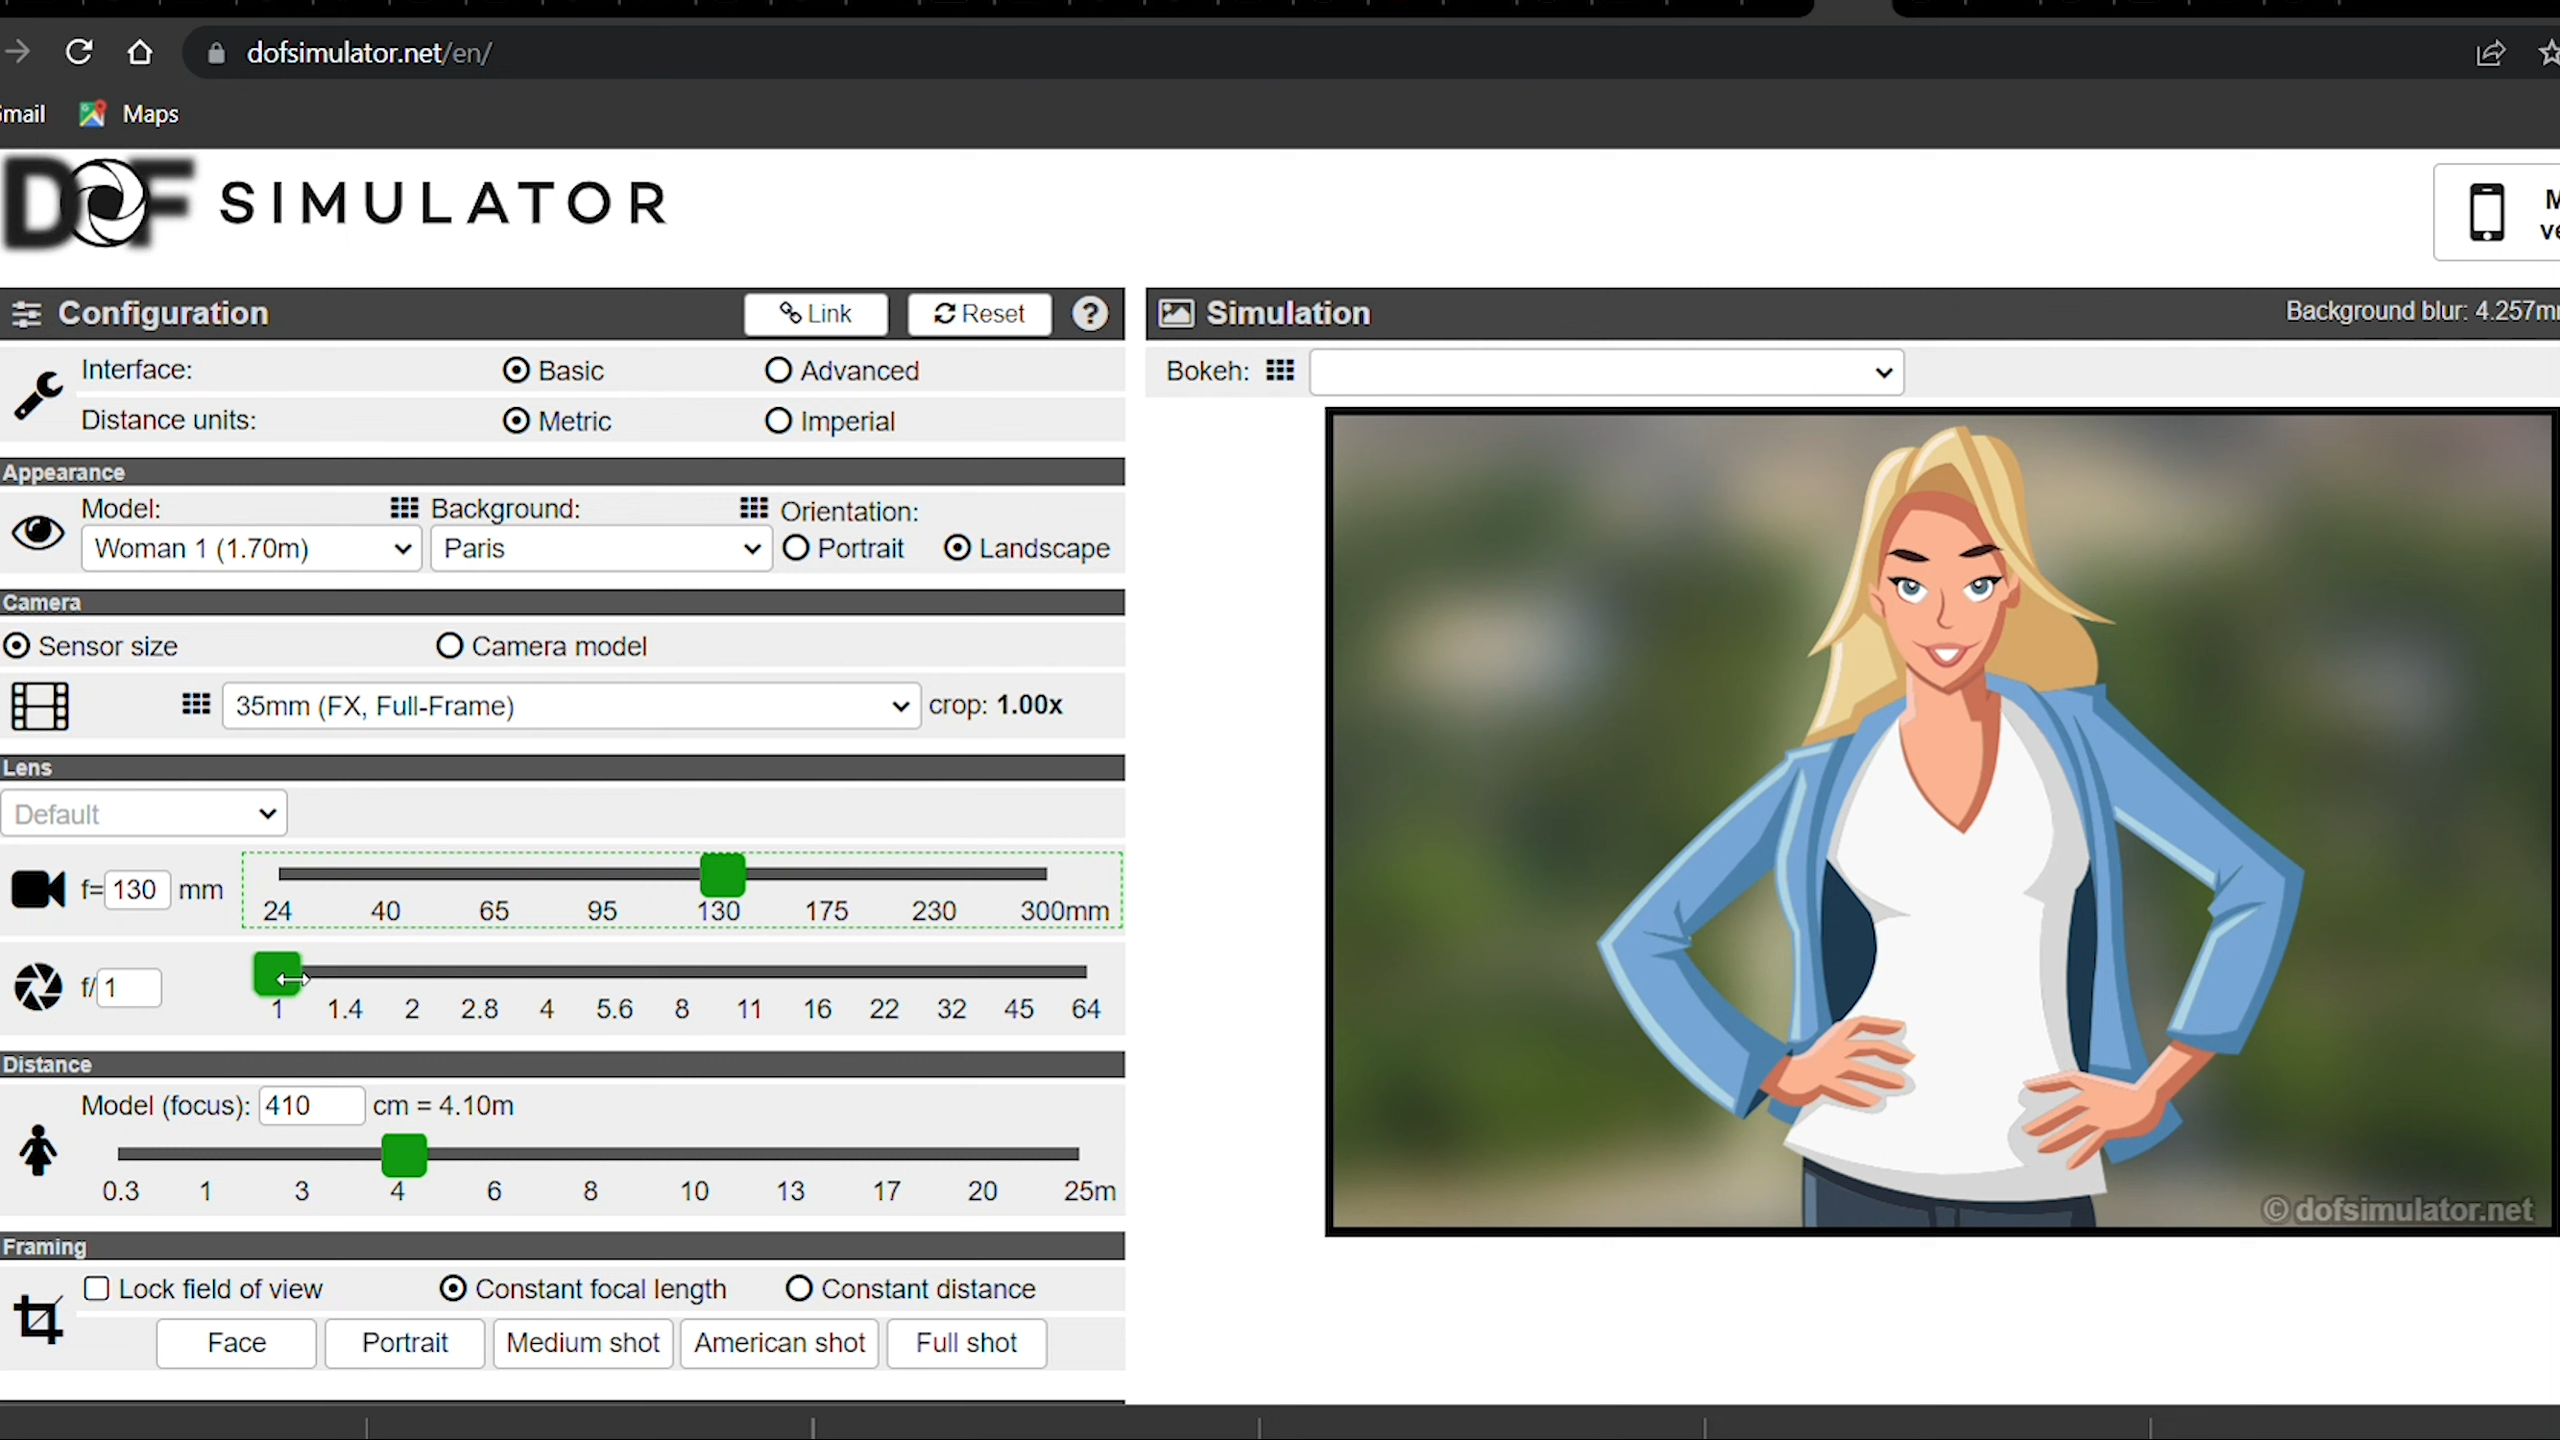 dofsimulator.net/en/
Maps
DOF SIMULATOR
Configuration
Link
Reset
?
Interface:
Basic
Advanced
Distance units:
Metric
Imperial
Appearance
Model:
Background:
Orientation:
Woman 1 (1.70m)
Paris
Portrait
Landscape
Camera
Sensor size
Camera model
35mm (FX, Full-Frame)
crop: 1.00x
Lens
Default
f= 130 mm
24 40 65 95 130 175 230 300mm
f/ 1
1 1.4 2 2.8 4 5.6 8 11 16 22 32 45 64
Distance
Model (focus): 410 cm = 4.10m
0.3 1 3 4 6 8 10 13 17 20 25m
Framing
Lock field of view
Constant focal length
Constant distance
Face
Portrait
Medium shot
American shot
Full shot
Simulation
Background blur:
Bokeh:
© dofsimulator.net